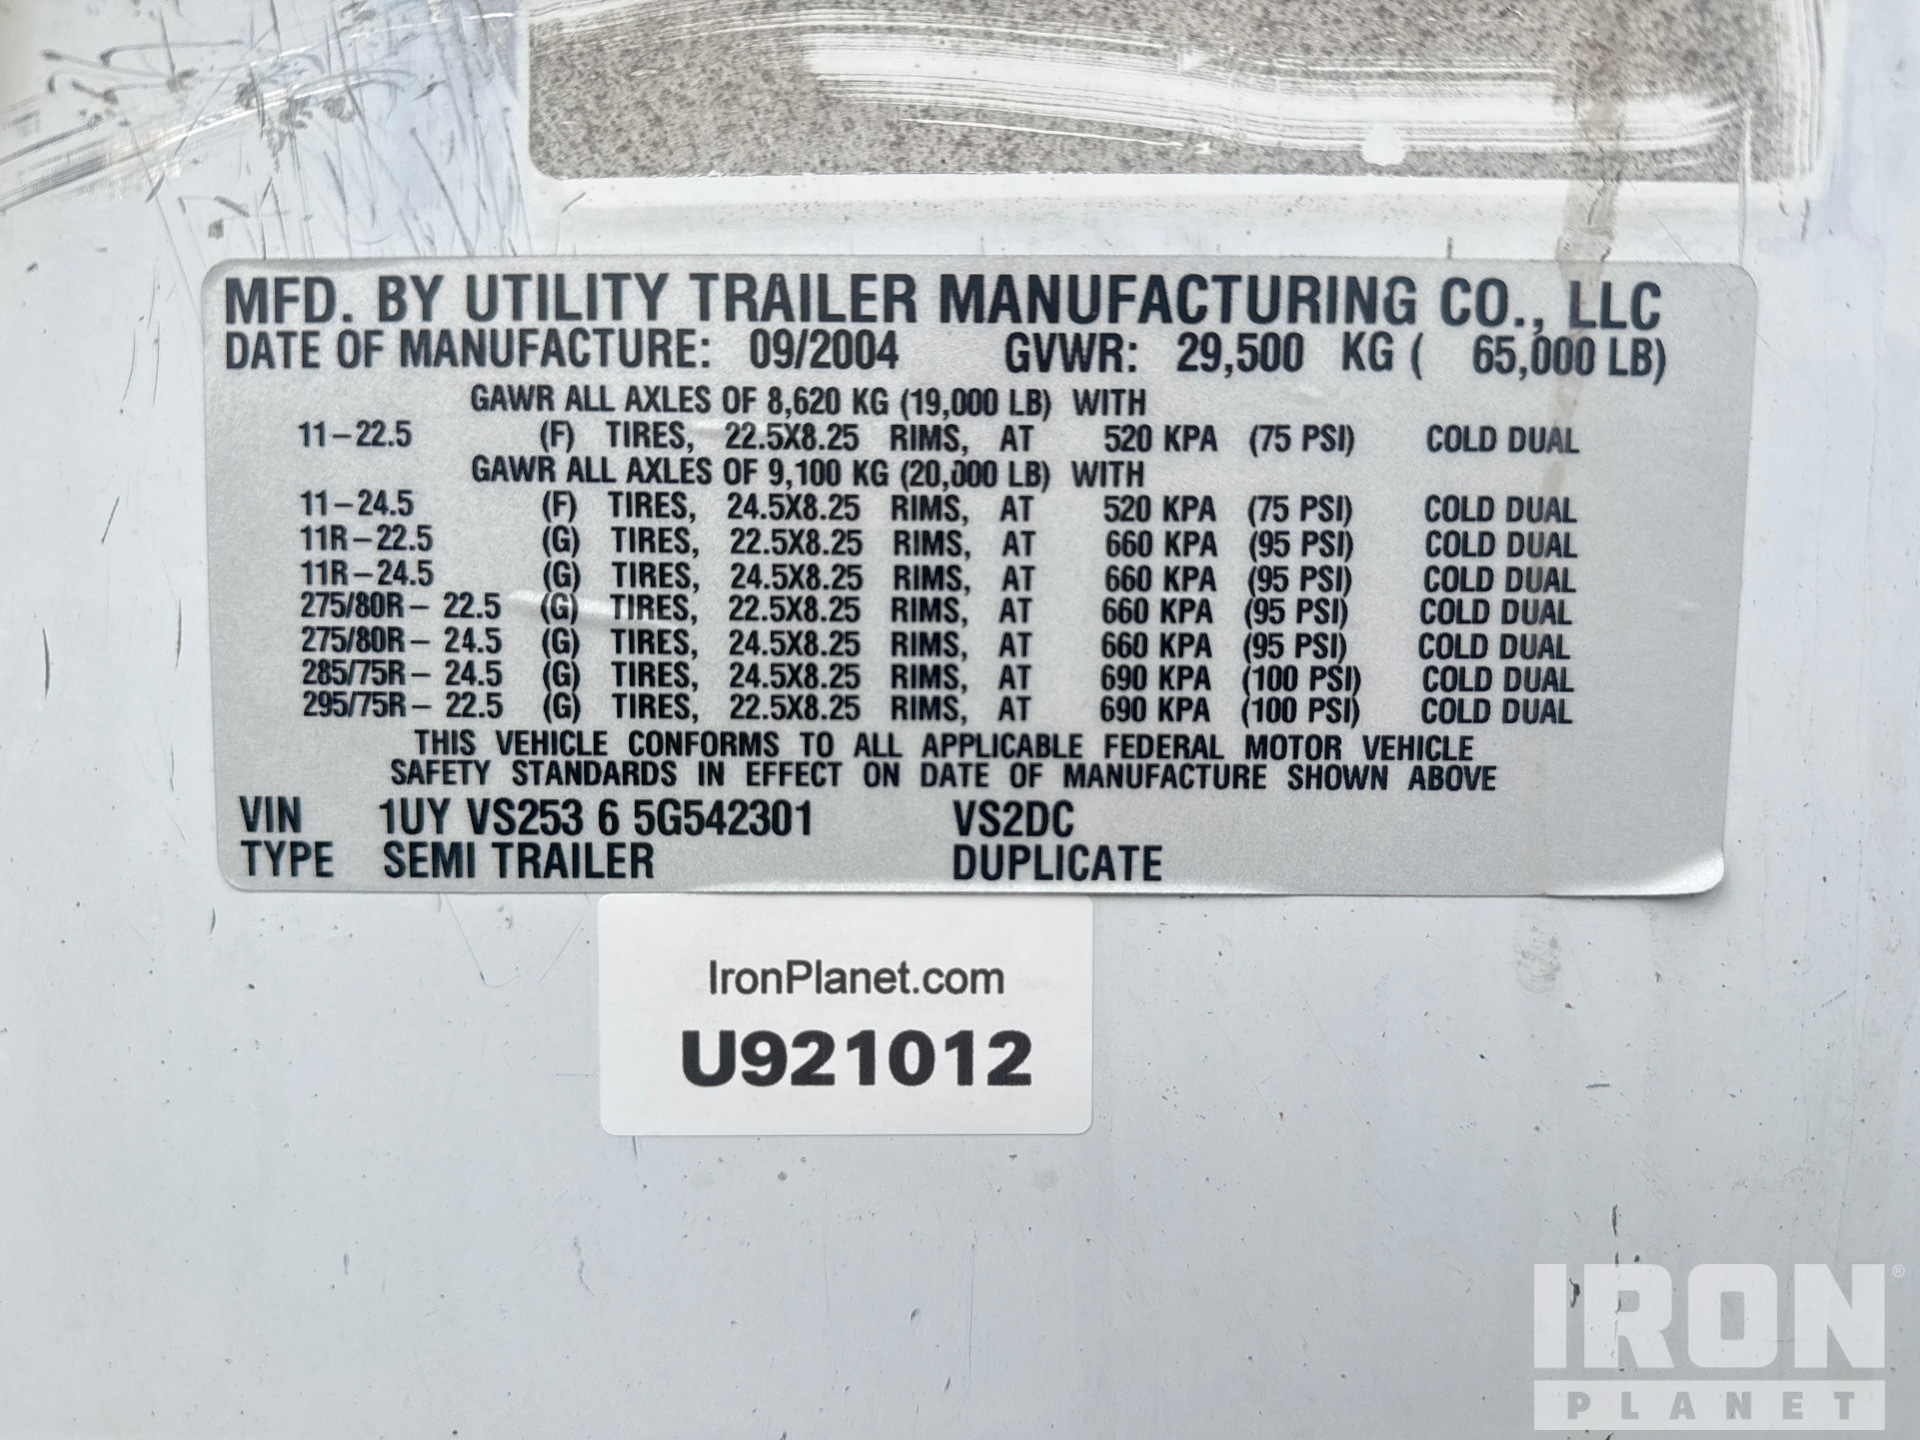 MFD. BY UTILITY TRAILER MANUFACTURING CO., LLC
DATE OF MANUFACTURE: 09/2004 GVWR: 29,500 KG ( 65,000 LB)
GAWR ALL AXLES OF 8,620 KG (19,000 LB) WITH
11-22.5 (F) TIRES, 22.5X8.25 RIMS, AT 520 KPA (75 PSI) COLD DUAL
GAWR ALL AXLES OF 9,100 KG (20,000 LB) WITH
11-24.5 (F) TIRES, 24.5X8.25 RIMS, AT 520 KPA (75 PSI) COLD DUAL
11R-22.5 (G) TIRES, 22.5X8.25 RIMS, AT 660 KPA (95 PSI) COLD DUAL
11R-24.5 (G) TIRES, 24.5X8.25 RIMS, AT 660 KPA (95 PSI) COLD DUAL
275/80R- 22.5 (G) TIRES, 22.5X8.25 RIMS, AT 660 KPA (95 PSI) COLD DUAL
275/80R- 24.5 (G) TIRES, 24.5X8.25 RIMS, AT 660 KPA (95 PSI) COLD DUAL
285/75R- 24.5 (G) TIRES, 24.5X8.25 RIMS, AT 690 KPA (100 PSI) COLD DUAL
295/75R- 22.5 (G) TIRES, 22.5X8.25 RIMS, AT 690 KPA (100 PSI) COLD DUAL
THIS VEHICLE CONFORMS TO ALL APPLICABLE FEDERAL MOTOR VEHICLE
SAFETY STANDARDS IN EFFECT ON DATE OF MANUFACTURE SHOWN ABOVE
VIN 1UY VS253 6 5G542301 VS2DC
TYPE SEMI TRAILER DUPLICATE
IronPlanet.com
U921012
IRON®
PLANET